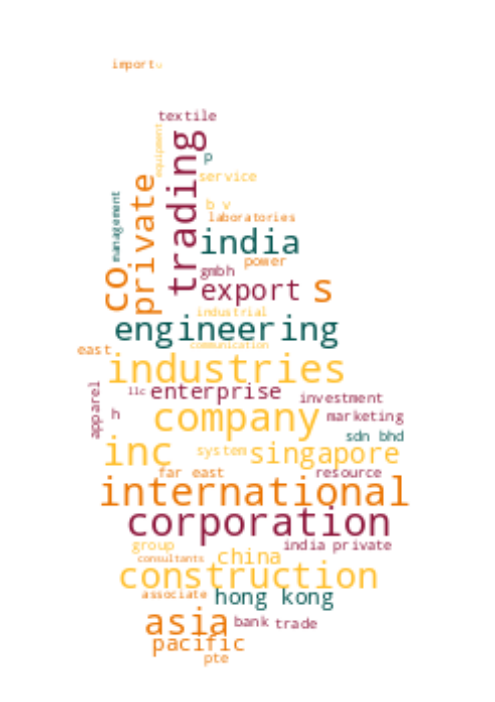 import
textile
equipment
trading
p
private
service
management
b v
laboratories
india
power
gmbh
co
export
s
industrial
engineering
communication
east
industries
apparel
llc
enterprise
investment
h
company
marketing
sdn bhd
inc
system
singapore
far east
resource
international
corporation
group
india private
consultants
china
construction
associate
hong kong
asia
bank
trade
pacific
pte